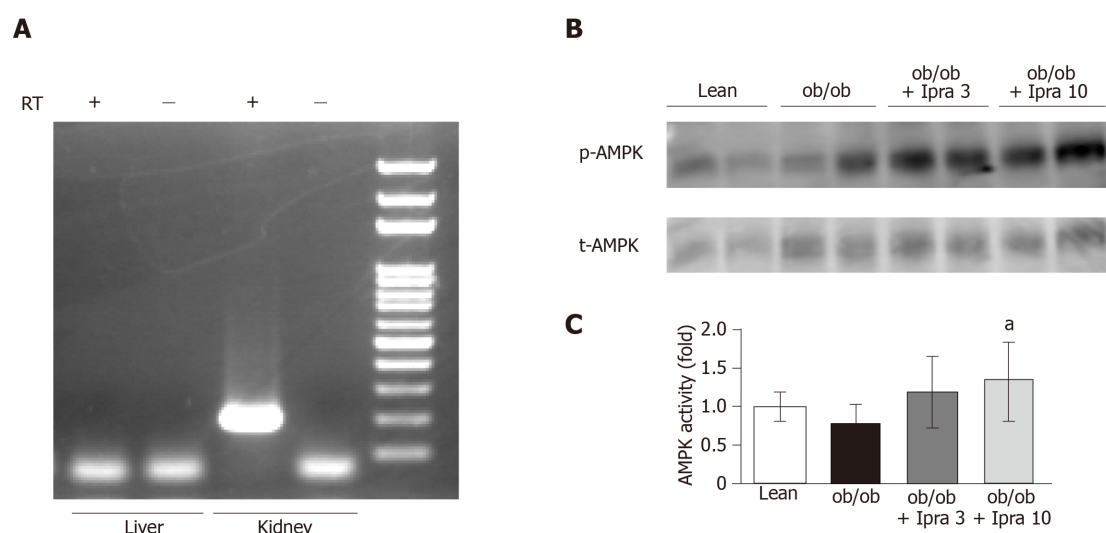 A
RT + − + −
Liver Kidney
B
Lean ob/ob ob/ob + Ipra 3 ob/ob + Ipra 10
p-AMPK
t-AMPK
C
a
AMPK activity (fold)
2.0
1.5
1.0
0.5
0
Lean ob/ob ob/ob + Ipra 3 ob/ob + Ipra 10